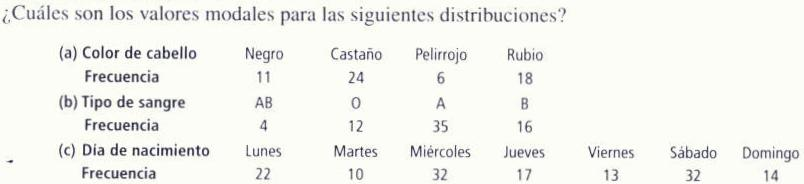 ¿Cuáles son los valores modales para las siguientes distribuciones?
(a) Color de cabello Negro Castaño Pelirrojo Rubio
Frecuencia 11 24 6 18
(b) Tipo de sangre AB O A B
Frecuencia 4 12 35 16
(c) Día de nacimiento Lunes Martes Miércoles Jueves Viernes Sábado Domingo
Frecuencia 22 10 32 17 13 32 14